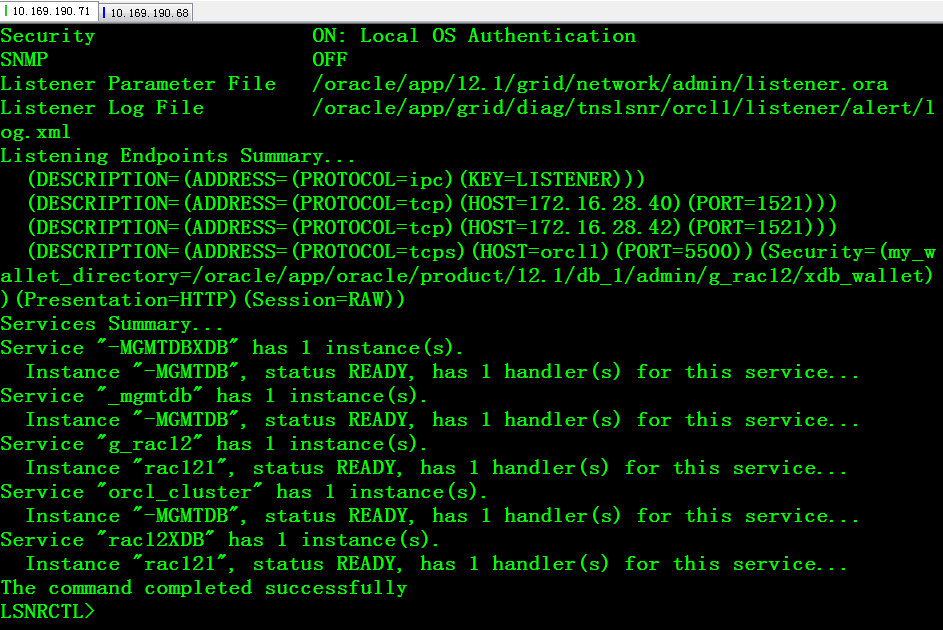 10.169.190.71 10.169.190.68
Security ON: Local OS Authentication
SNMP OFF
Listener Parameter File /oracle/app/12.1/grid/network/admin/listener.ora
Listener Log File /oracle/app/grid/diag/tnslsnr/orcl1/listener/alert/l
og.xml
Listening Endpoints Summary...
(DESCRIPTION=(ADDRESS=(PROTOCOL=ipc)(KEY=LISTENER)))
(DESCRIPTION=(ADDRESS=(PROTOCOL=tcp)(HOST=172.16.28.40)(PORT=1521)))
(DESCRIPTION=(ADDRESS=(PROTOCOL=tcp)(HOST=172.16.28.42)(PORT=1521)))
(DESCRIPTION=(ADDRESS=(PROTOCOL=tcps)(HOST=orcl1)(PORT=5500))(Security=(my_w
allet_directory=/oracle/app/oracle/product/12.1/db_1/admin/g_rac12/xdb_wallet)
)(Presentation=HTTP)(Session=RAW))
Services Summary...
Service "-MGMTDBXDB" has 1 instance(s).
Instance "-MGMTDB", status READY, has 1 handler(s) for this service...
Service "_mgmtdb" has 1 instance(s).
Instance "-MGMTDB", status READY, has 1 handler(s) for this service...
Service "g_rac12" has 1 instance(s).
Instance "rac121", status READY, has 1 handler(s) for this service...
Service "orcl_cluster" has 1 instance(s).
Instance "-MGMTDB", status READY, has 1 handler(s) for this service...
Service "rac12XDB" has 1 instance(s).
Instance "rac121", status READY, has 1 handler(s) for this service...
The command completed successfully
LSNRCTL>